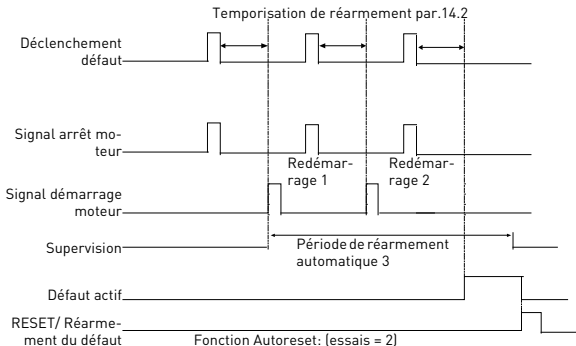 Temporisation de réarmement par.14.2
Déclenchement
défaut
Signal arrêt mo-
teur
Redémar-
rage 1
Redémar-
rage 2
Signal démarrage
moteur
Supervision
Période de réarmement
automatique 3
Défaut actif
RESET/ Réarme-
ment du défaut
Fonction Autoreset: (essais = 2)